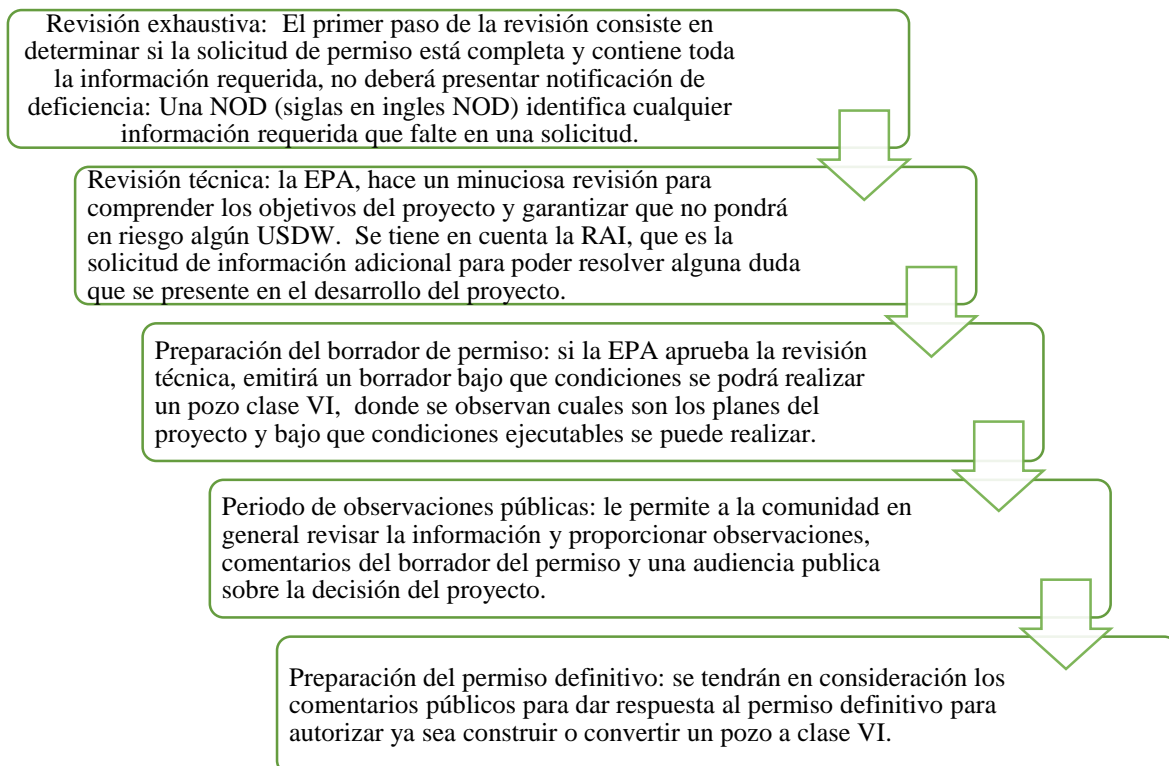 Revisión exhaustiva: El primer paso de la revisión consiste en
determinar si la solicitud de permiso está completa y contiene toda
la información requerida, no deberá presentar notificación de
deficiencia: Una NOD (siglas en ingles NOD) identifica cualquier
información requerida que falte en una solicitud.
Revisión técnica: la EPA, hace un minuciosa revisión para
comprender los objetivos del proyecto y garantizar que no pondrá
en riesgo algún USDW. Se tiene en cuenta la RAI, que es la
solicitud de información adicional para poder resolver alguna duda
que se presente en el desarrollo del proyecto.
Preparación del borrador de permiso: si la EPA aprueba la revisión
técnica, emitirá un borrador bajo que condiciones se podrá realizar
un pozo clase VI, donde se observan cuales son los planes del
proyecto y bajo que condiciones ejecutables se puede realizar.
Periodo de observaciones públicas: le permite a la comunidad en
general revisar la información y proporcionar observaciones,
comentarios del borrador del permiso y una audiencia publica
sobre la decisión del proyecto.
Preparación del permiso definitivo: se tendrán en consideración los
comentarios públicos para dar respuesta al permiso definitivo para
autorizar ya sea construir o convertir un pozo a clase VI.